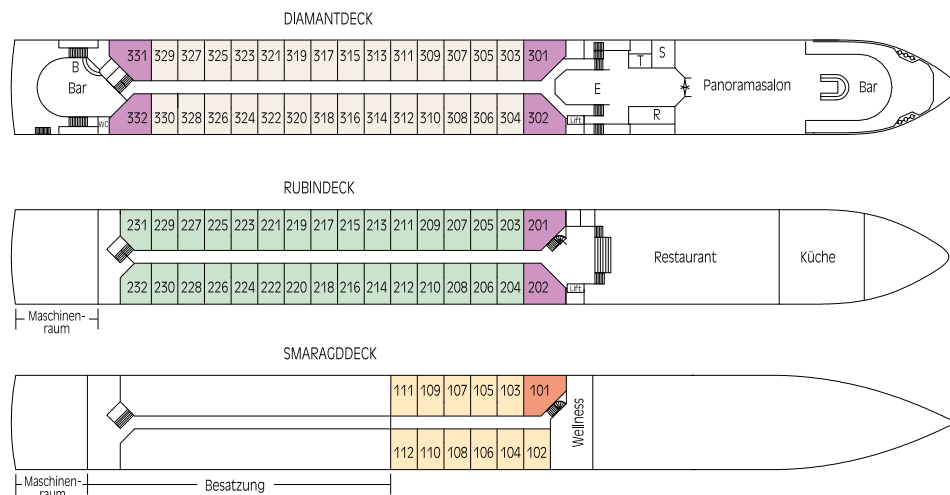 DIAMANTDECK
331 329 327 325 323 321 319 317 315 313 311 309 307 305 303 301
B
Bar
T
S
E
Panoramasalon
Bar
R
WC
332 330 328 326 324 322 320 318 316 314 312 310 308 306 304 302
Lift
RUBINDECK
231 229 227 225 223 221 219 217 215 213 211 209 207 205 203 201
Restaurant
Küche
232 230 228 226 224 222 220 218 216 214 212 210 208 206 204 202
Lift
Maschinen-
raum
SMARAGDDECK
111 109 107 105 103 101
Wellness
112 110 108 106 104 102
Maschinen-
raum
Besatzung